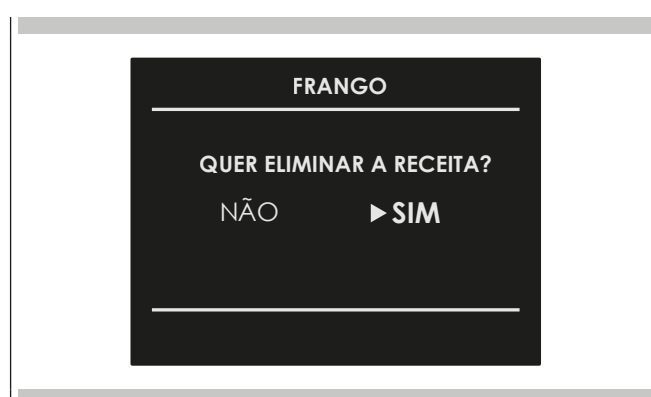 FRANGO
QUER ELIMINAR A RECEITA?
NÃO ▶SIM